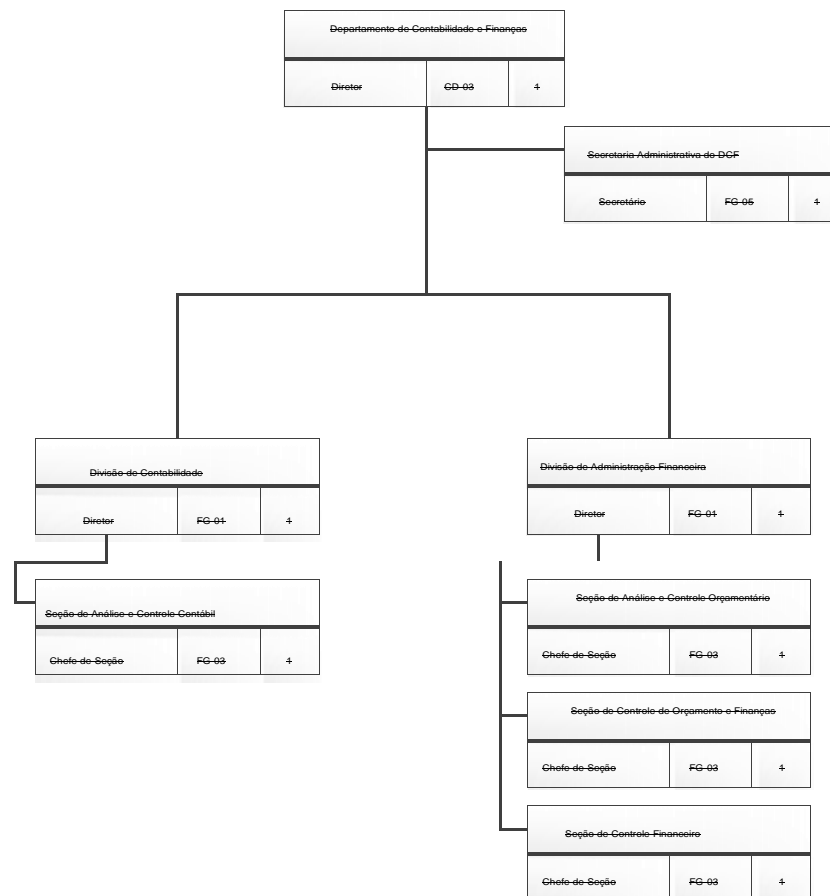 Departamento de Contabilidade e Finanças
Diretor CD-03 1
Secretaria Administrativa do DCF
Secretário FG-05 1
Divisão de Contabilidade
Diretor FG-01 1
Divisão de Administração Financeira
Diretor FG-01 1
Seção de Análise e Controle Contábil
Chefe de Seção FG-03 1
Seção de Análise e Controle Orçamentário
Chefe de Seção FG-03 1
Seção de Controle de Orçamento e Finanças
Chefe de Seção FG-03 1
Seção de Controle Financeiro
Chefe de Seção FG-03 1